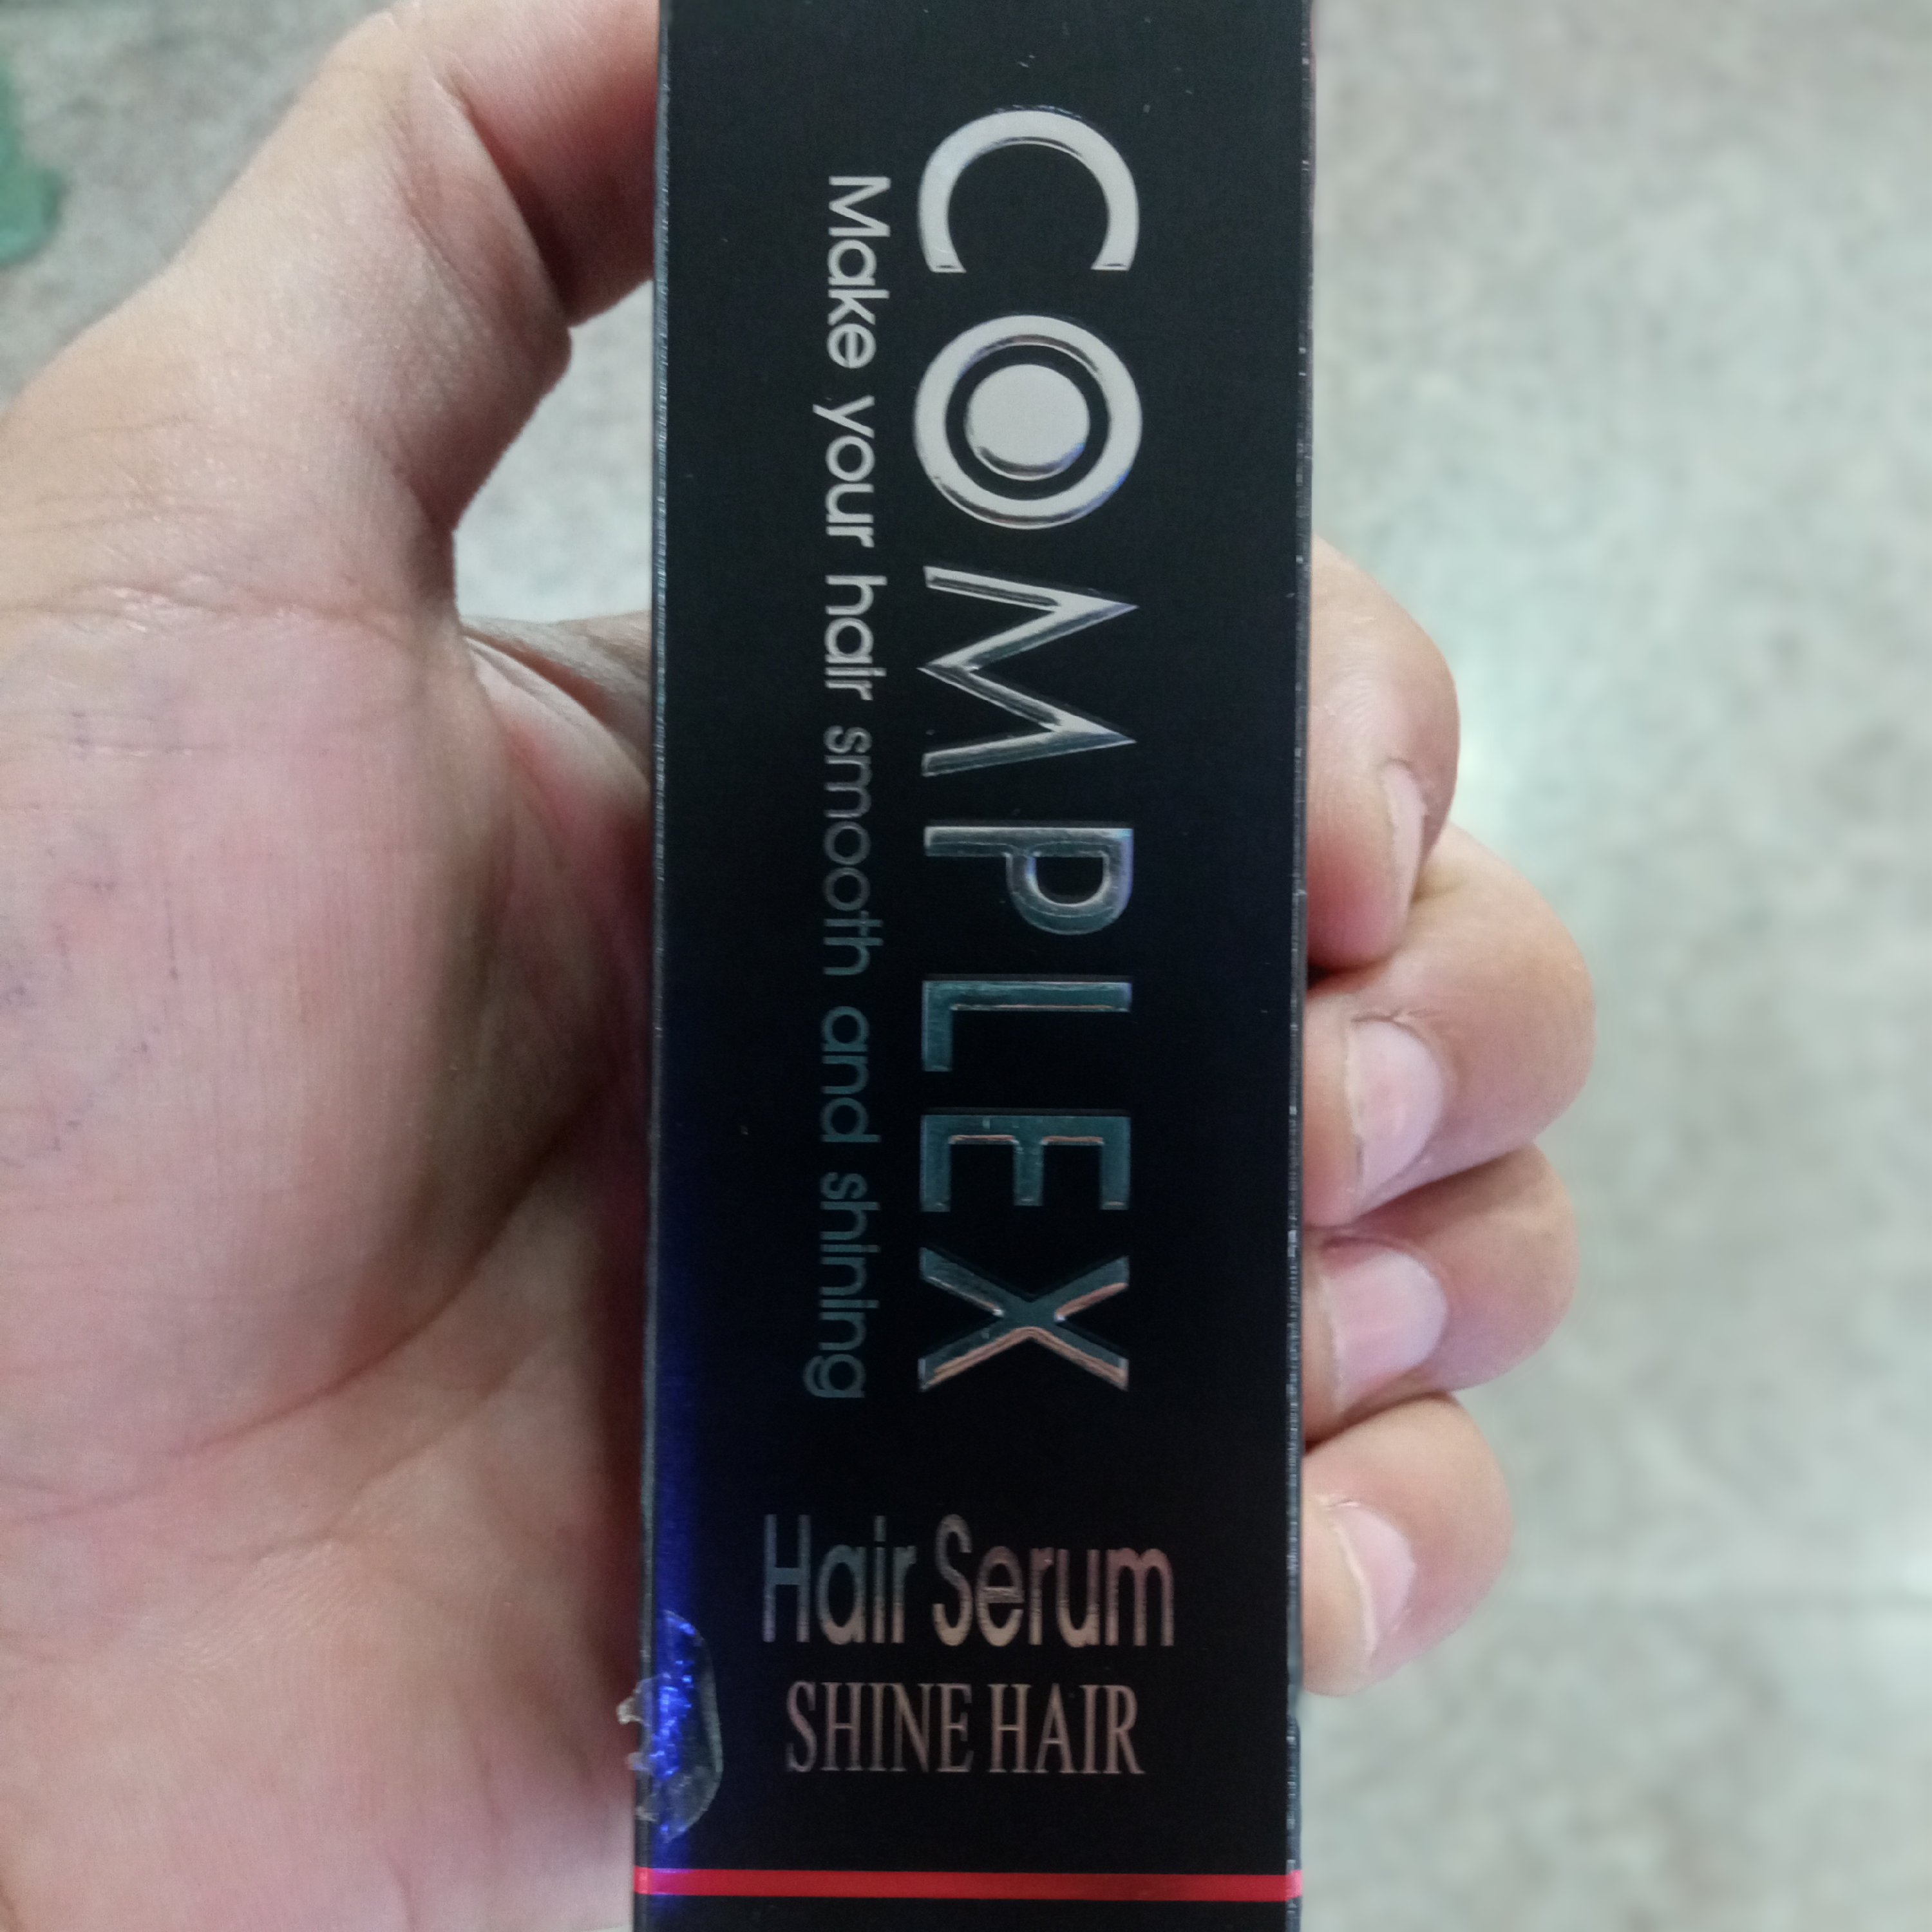 COMPLEX
Make your hair smooth and shining
Hair Serum
SHINE HAIR